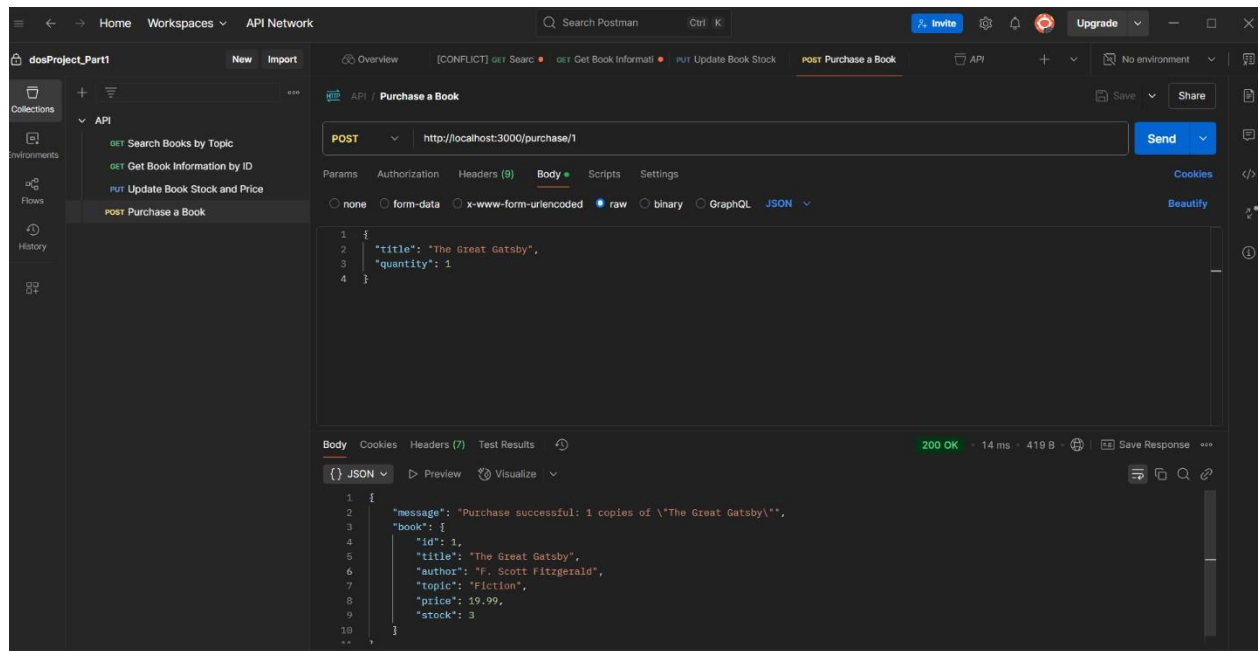 Home Workspaces API Network Search Postman Ctrl K Invite Upgrade
dosProject_Part1 New Import Overview [CONFLICT] GET Searc GET Get Book Informati PUT Update Book Stock POST Purchase a Book API No environment
Collections
Environments
Flows
History
API
GET Search Books by Topic
GET Get Book Information by ID
PUT Update Book Stock and Price
POST Purchase a Book
HTTP API / Purchase a Book Save Share
POST http://localhost:3000/purchase/1 Send
Params Authorization Headers (9) Body Scripts Settings Cookies
none form-data x-www-form-urlencoded raw binary GraphQL JSON Beautify
1 {
2 "title": "The Great Gatsby",
3 "quantity": 1
4 }
Body Cookies Headers (7) Test Results 200 OK 14 ms 419 B Save Response
{} JSON Preview Visualize
1 {
2 "message": "Purchase successful: 1 copies of \"The Great Gatsby\"",
3 "book": {
4 "id": 1,
5 "title": "The Great Gatsby",
6 "author": "F. Scott Fitzgerald",
7 "topic": "Fiction",
8 "price": 19.99,
9 "stock": 3
10 }